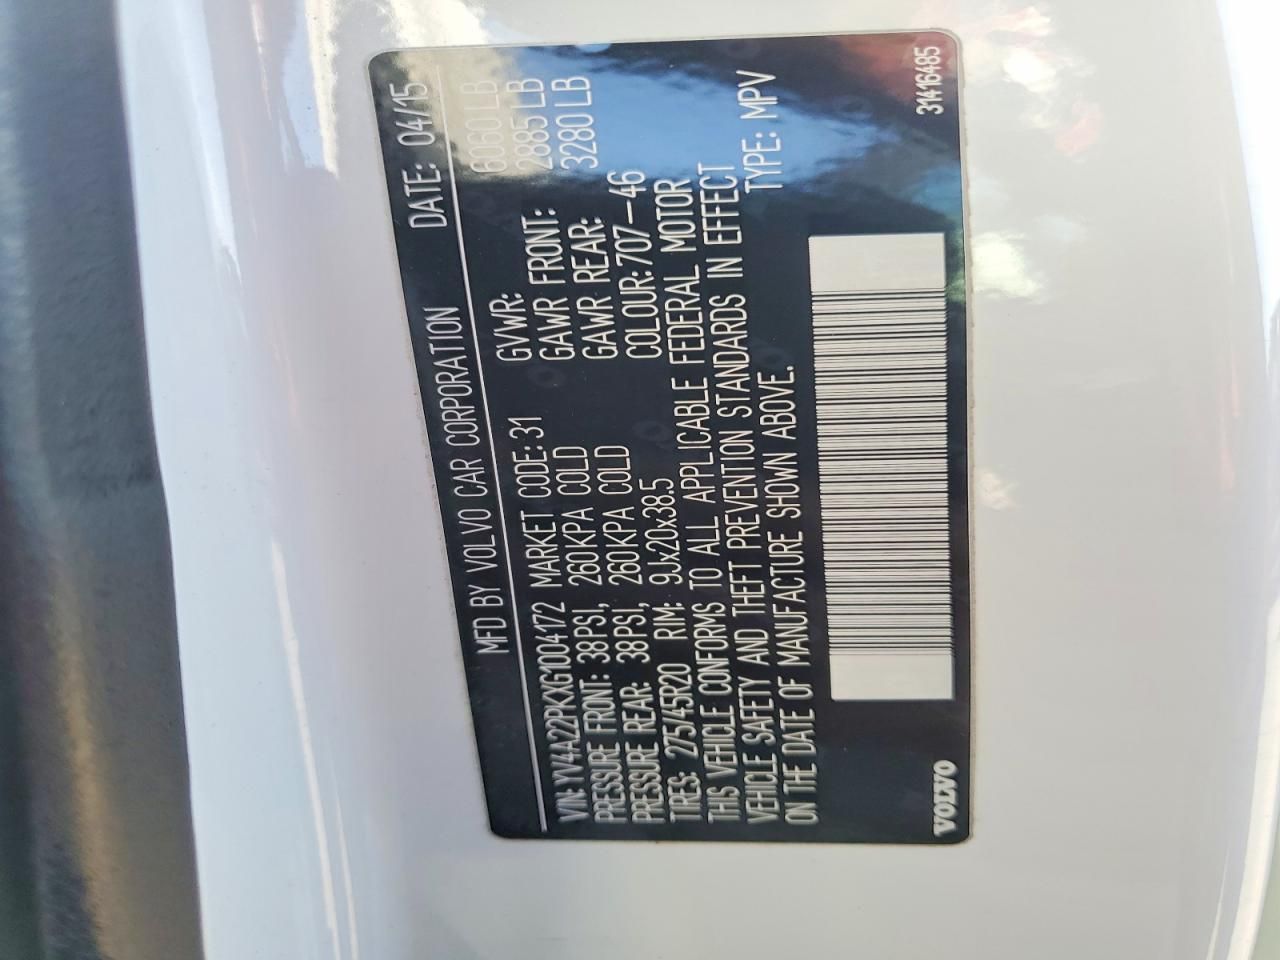 MFD BY VOLVO CAR CORPORATION DATE: 04/15
VIN: YV4A22PKXG1004172 MARKET CODE: 31 GVWR: 6060 LB
PRESSURE FRONT: 38PSI, 260KPA COLD GAWR FRONT: 2885 LB
PRESSURE REAR: 38PSI, 260KPA COLD GAWR REAR: 3280 LB
TIRES: 275/45R20 RIM: 9Jx20x38.5 COLOUR: 707-46
THIS VEHICLE CONFORMS TO ALL APPLICABLE FEDERAL MOTOR
VEHICLE SAFETY AND THEFT PREVENTION STANDARDS IN EFFECT
ON THE DATE OF MANUFACTURE SHOWN ABOVE. TYPE: MPV
VOLVO 31416485